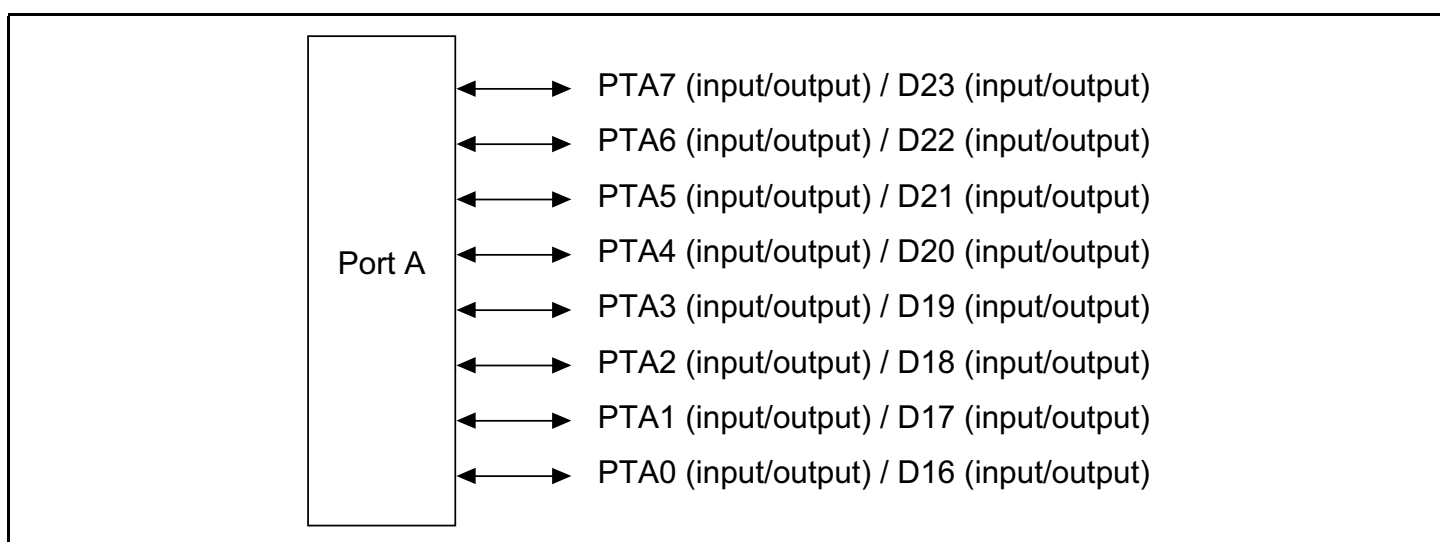 PTA7 (input/output) / D23 (input/output)
PTA6 (input/output) / D22 (input/output)
PTA5 (input/output) / D21 (input/output)
PTA4 (input/output) / D20 (input/output)
Port A
PTA3 (input/output) / D19 (input/output)
PTA2 (input/output) / D18 (input/output)
PTA1 (input/output) / D17 (input/output)
PTA0 (input/output) / D16 (input/output)